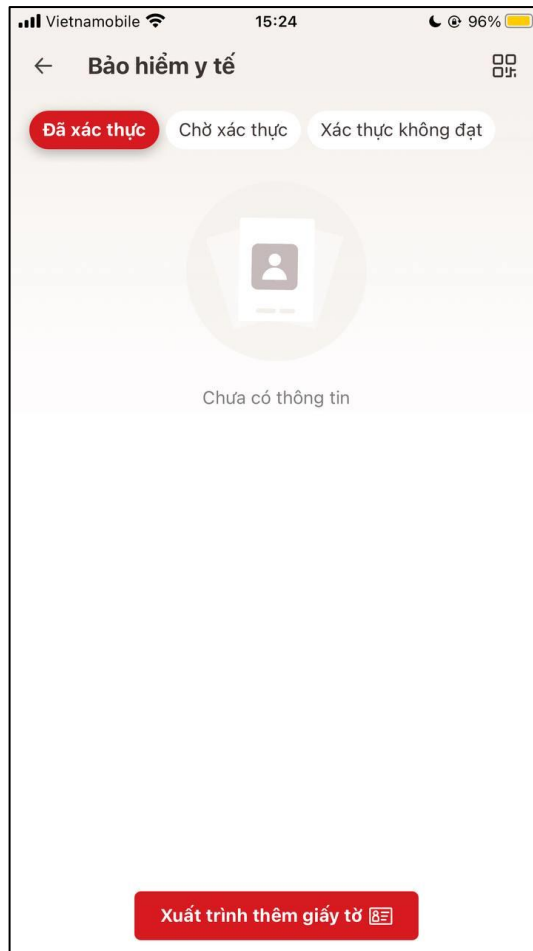 Vietnamobile 15:24 96%
Bảo hiểm y tế
Đã xác thực Chờ xác thực Xác thực không đạt
Chưa có thông tin
Xuất trình thêm giấy tờ